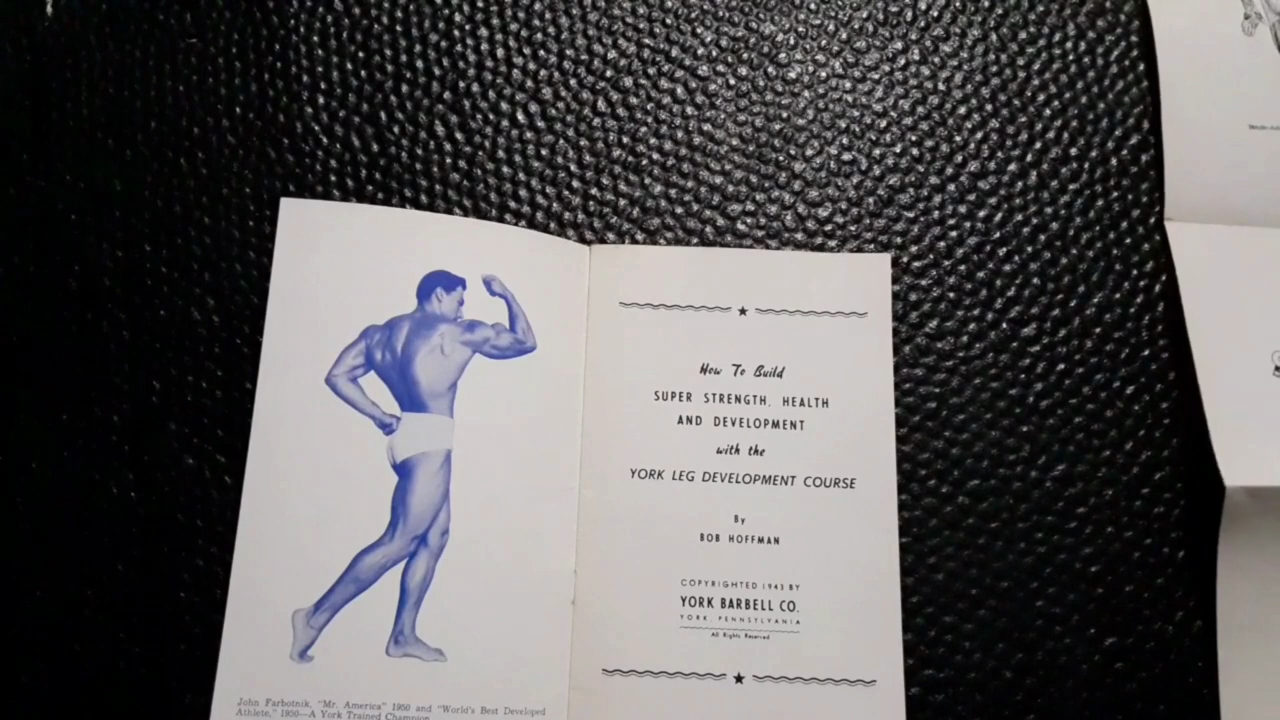 John Farbotnik, "Mr. America" 1950 and "World's Best Developed
Athlete," 1950—A York Trained Champion
How To Build
SUPER STRENGTH, HEALTH
AND DEVELOPMENT
with the
YORK LEG DEVELOPMENT COURSE
By
BOB HOFFMAN
COPYRIGHTED 1943 BY
YORK BARBELL CO.
YORK, PENNSYLVANIA
All Rights Reserved